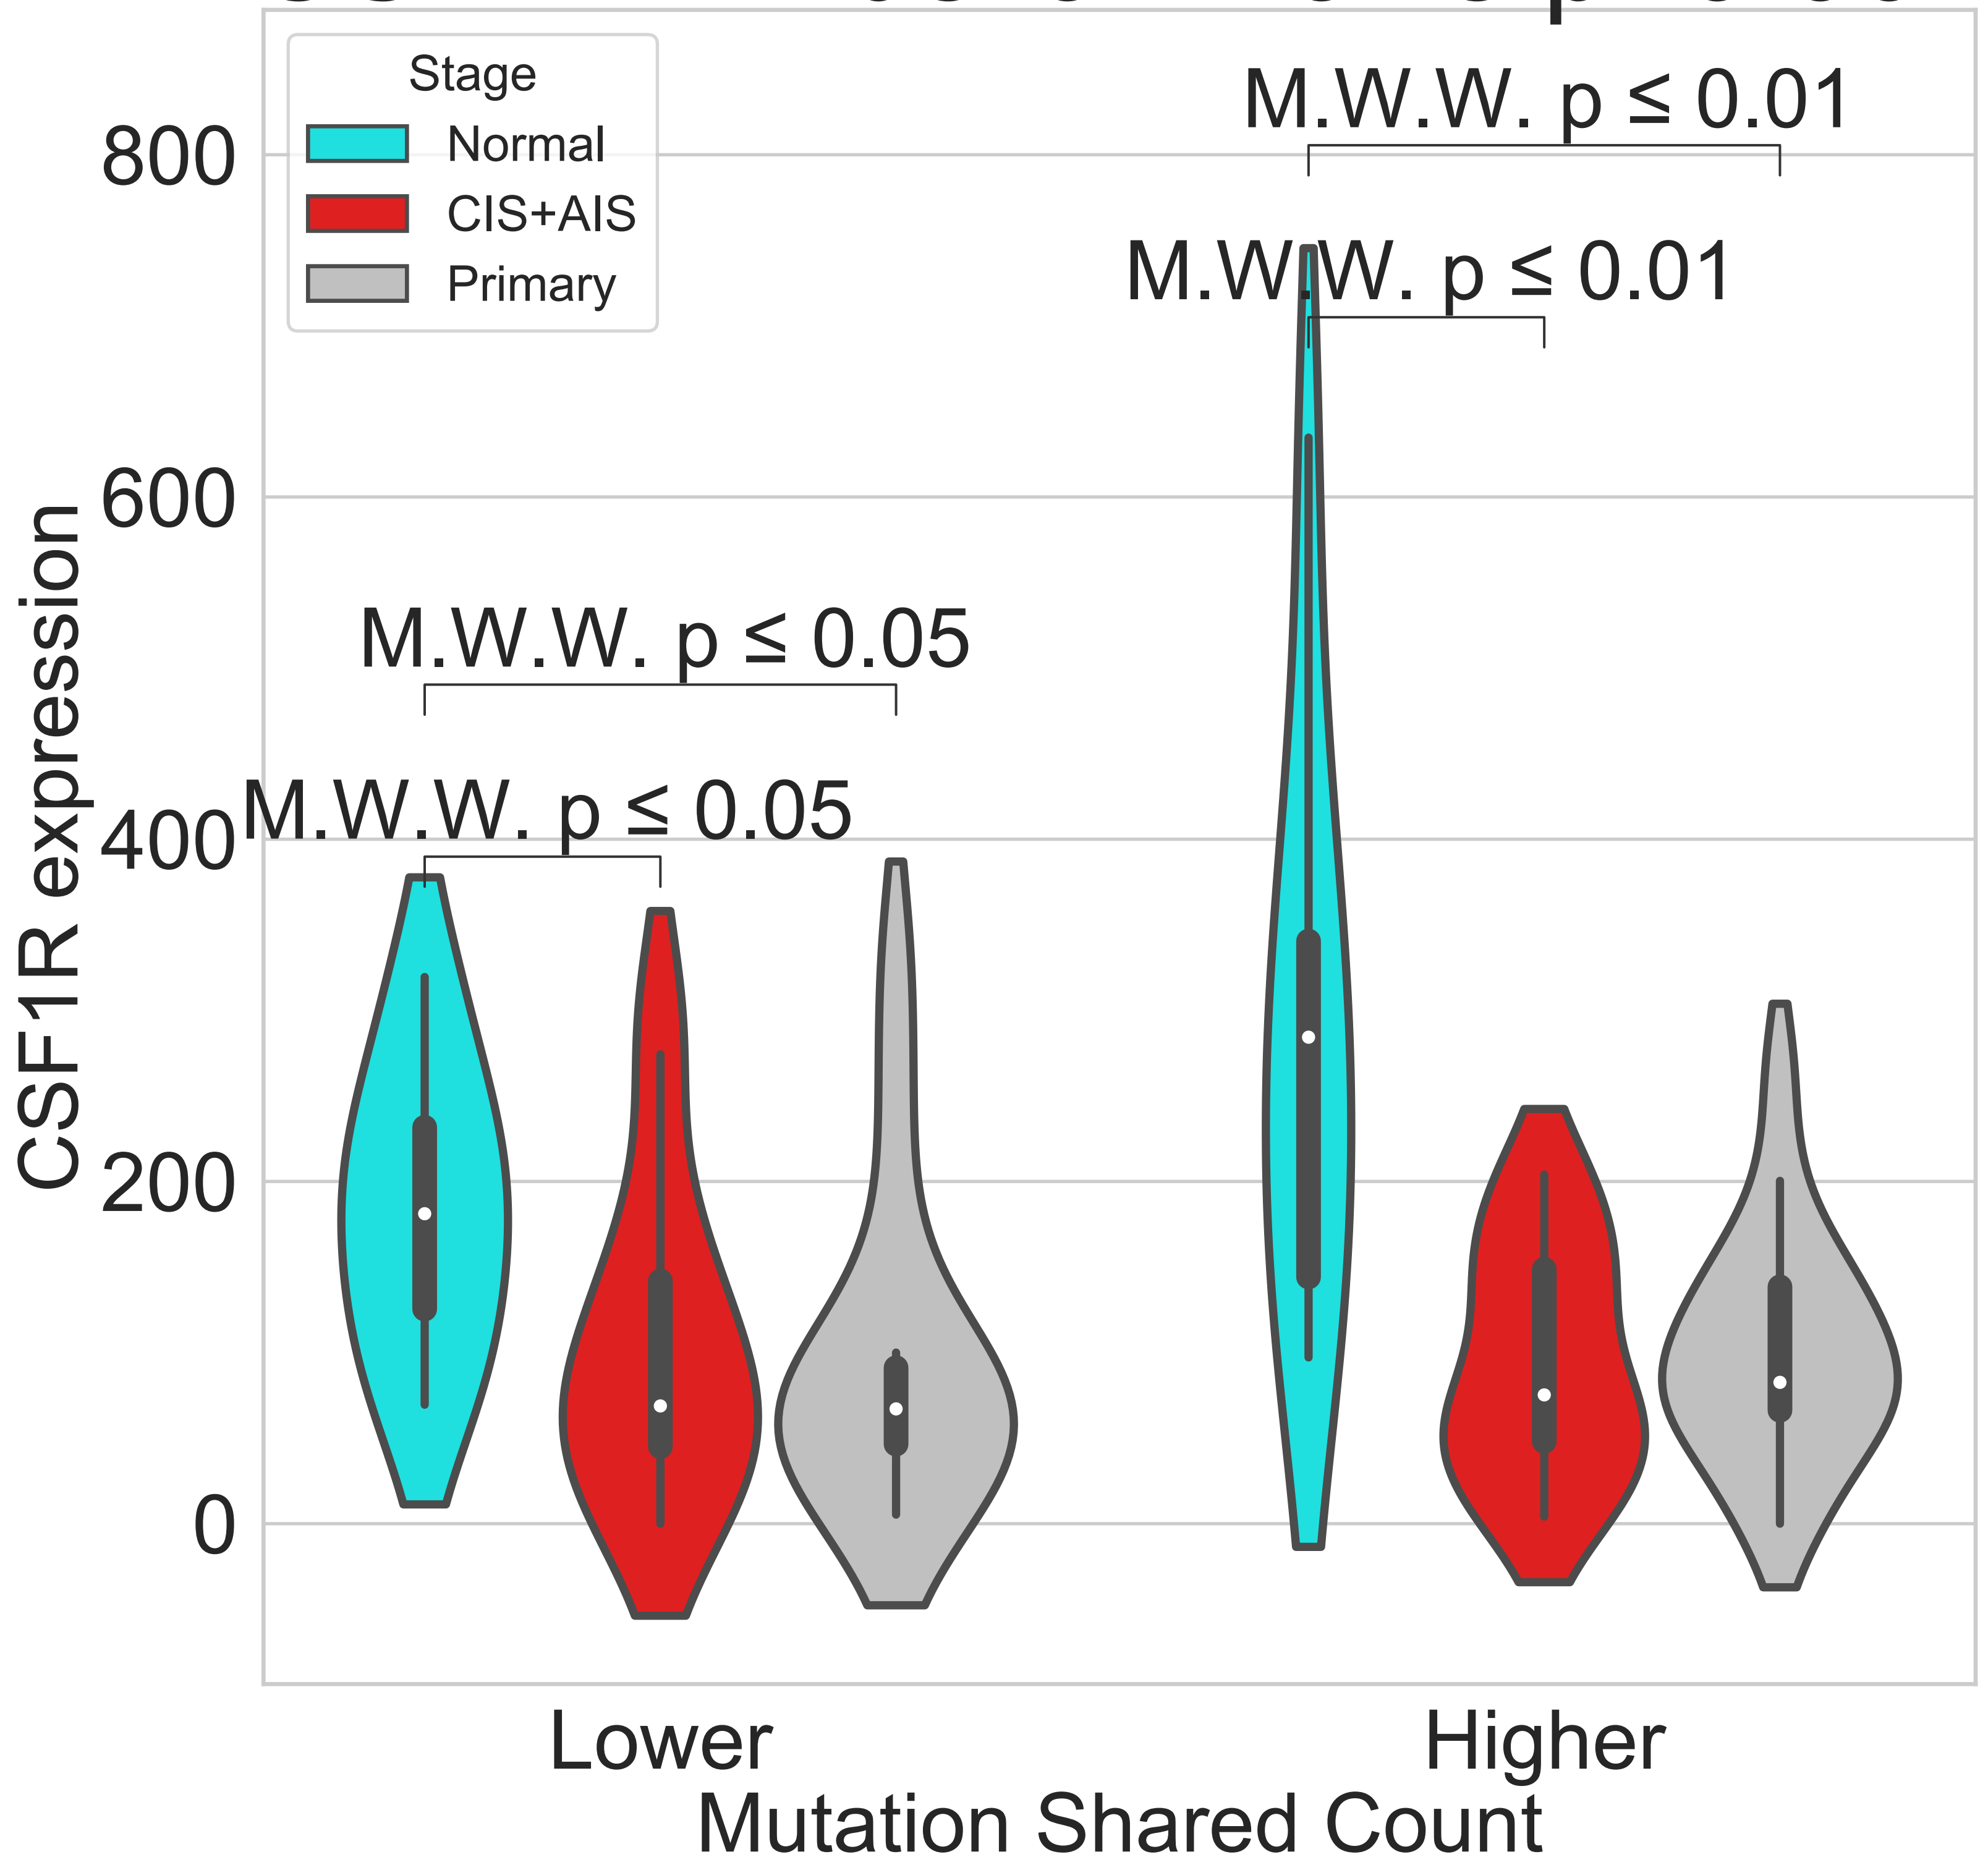 Stage
Normal
CIS+AIS
Primary
M.W.W. p ≤ 0.01
M.W.W. p ≤ 0.01
M.W.W. p ≤ 0.05
M.W.W. p ≤ 0.05
800
600
400
200
0
CSF1R expression
Lower
Higher
Mutation Shared Count